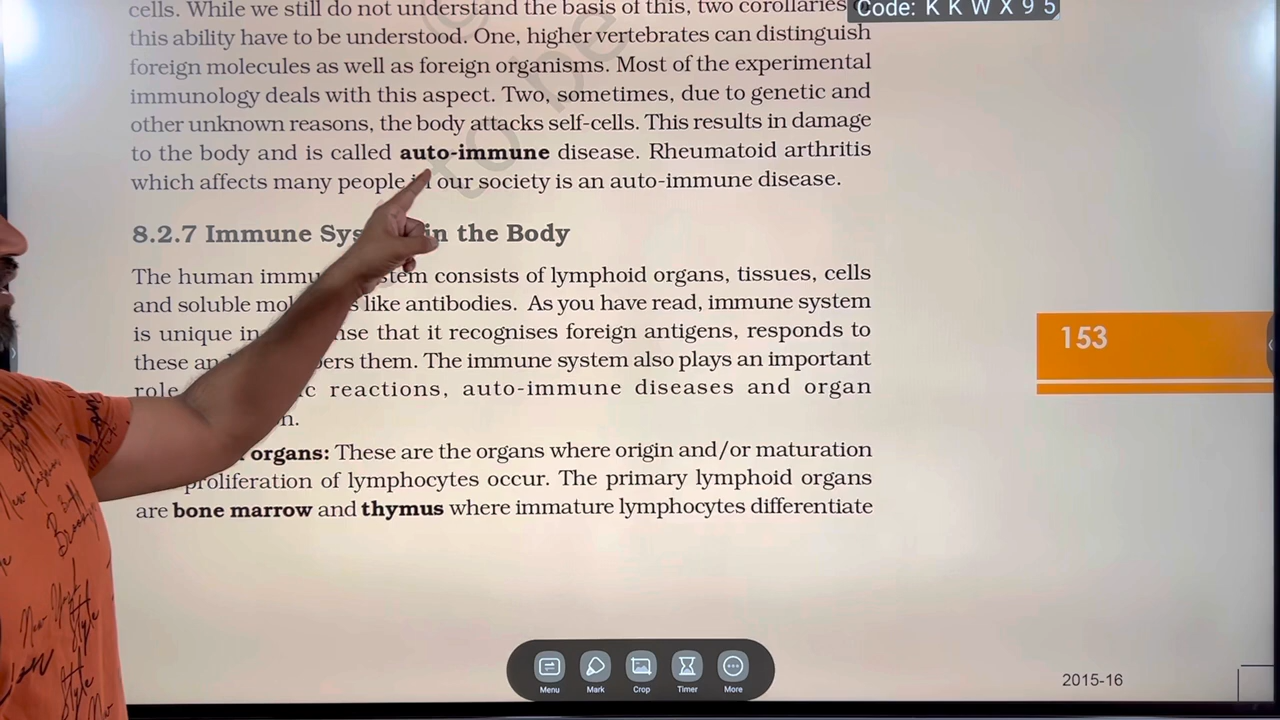 cells. While we still do not understand the basis of this, two corollaries
Code: K K W X 9 5
this ability have to be understood. One, higher vertebrates can distinguish
foreign molecules as well as foreign organisms. Most of the experimental
immunology deals with this aspect. Two, sometimes, due to genetic and
other unknown reasons, the body attacks self-cells. This results in damage
to the body and is called auto-immune disease. Rheumatoid arthritis
which affects many people our society is an auto-immune disease.
8.2.7 Immune Sys in the Body
The human immu stem consists of lymphoid organs, tissues, cells
and soluble mol s like antibodies. As you have read, immune system
is unique in nse that it recognises foreign antigens, responds to
these an ers them. The immune system also plays an important
role c reactions, auto-immune diseases and organ
n.
organs: These are the organs where origin and/or maturation
proliferation of lymphocytes occur. The primary lymphoid organs
are bone marrow and thymus where immature lymphocytes differentiate
153
2015-16
to be
Menu Mark Crop Timer More
New York
Style
Style